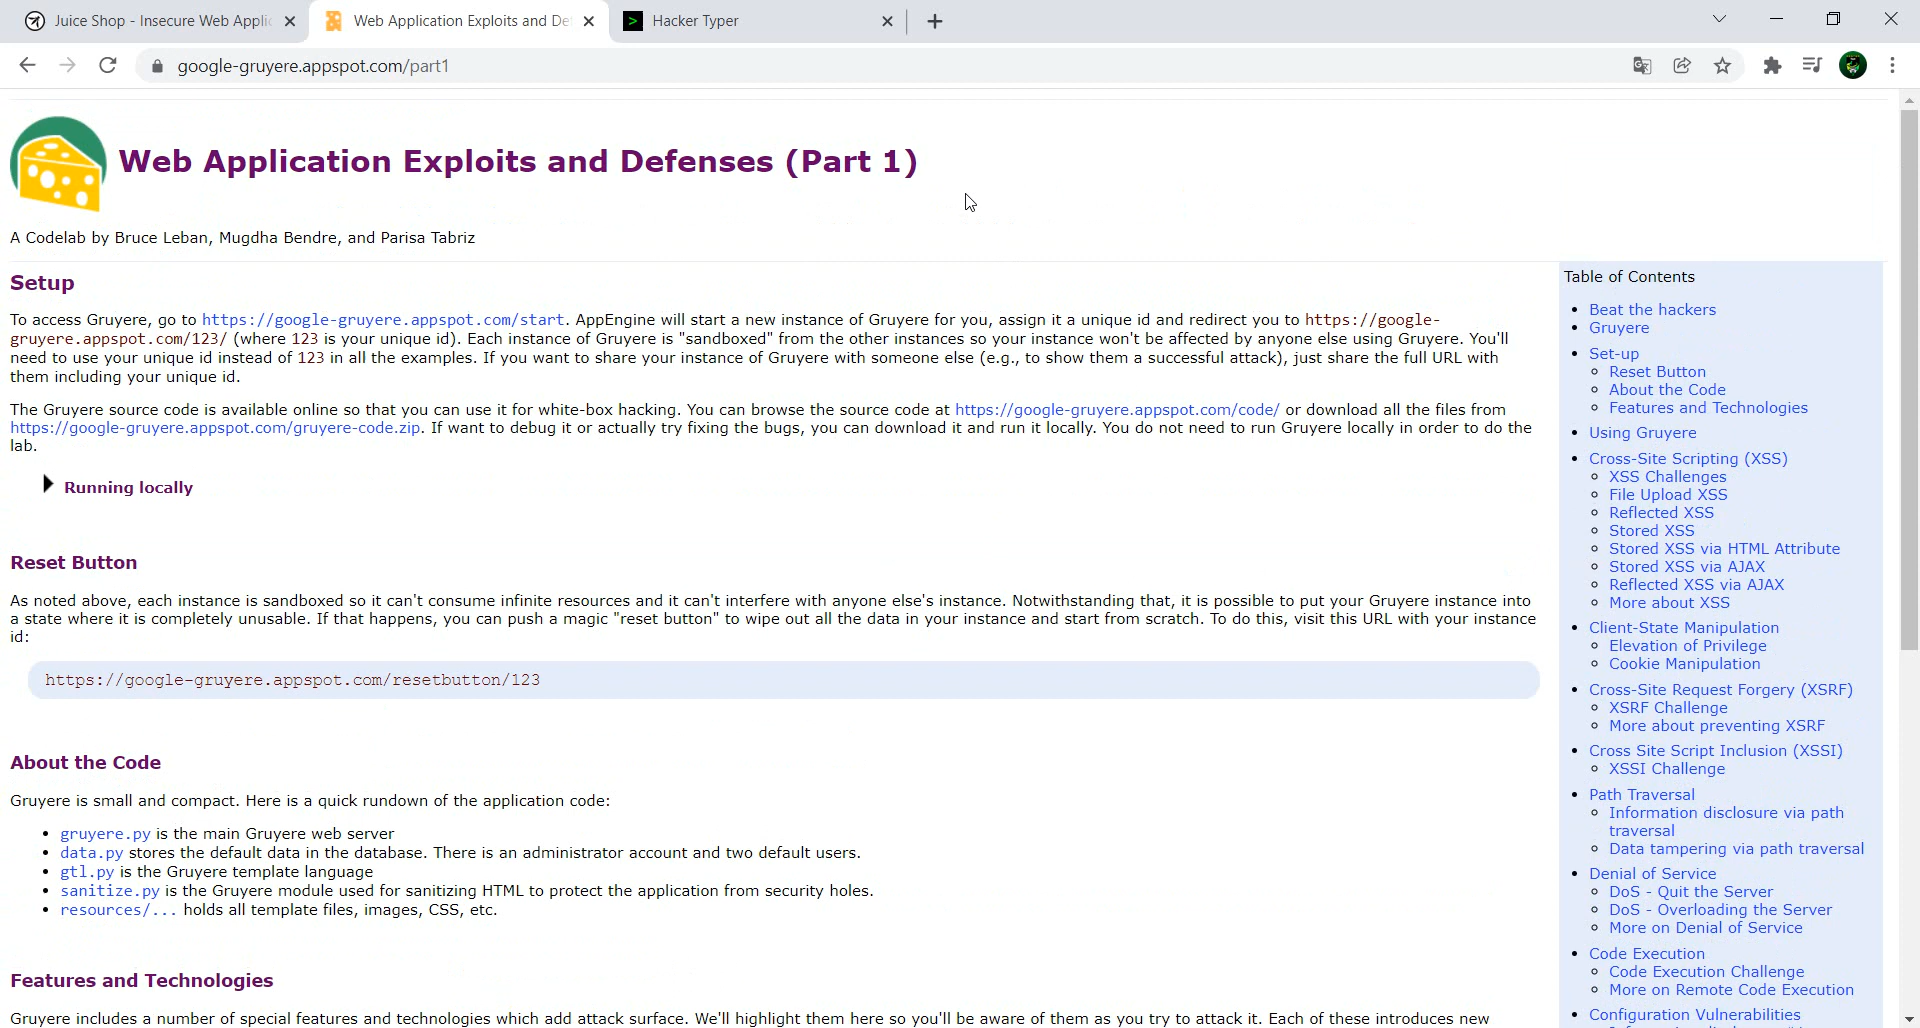 Juice Shop - Insecure Web Applic
Web Application Exploits and De
Hacker Typer
google-gruyere.appspot.com/part1
Web Application Exploits and Defenses (Part 1)
A Codelab by Bruce Leban, Mugdha Bendre, and Parisa Tabriz
Setup
To access Gruyere, go to https://google-gruyere.appspot.com/start. AppEngine will start a new instance of Gruyere for you, assign it a unique id and redirect you to https://google-
gruyere.appspot.com/123/ (where 123 is your unique id). Each instance of Gruyere is "sandboxed" from the other instances so your instance won't be affected by anyone else using Gruyere. You'll
need to use your unique id instead of 123 in all the examples. If you want to share your instance of Gruyere with someone else (e.g., to show them a successful attack), just share the full URL with
them including your unique id.
The Gruyere source code is available online so that you can use it for white-box hacking. You can browse the source code at https://google-gruyere.appspot.com/code/ or download all the files from
https://google-gruyere.appspot.com/gruyere-code.zip. If want to debug it or actually try fixing the bugs, you can download it and run it locally. You do not need to run Gruyere locally in order to do the
lab.
Running locally
Reset Button
As noted above, each instance is sandboxed so it can't consume infinite resources and it can't interfere with anyone else's instance. Notwithstanding that, it is possible to put your Gruyere instance into
a state where it is completely unusable. If that happens, you can push a magic "reset button" to wipe out all the data in your instance and start from scratch. To do this, visit this URL with your instance
id:
https://google-gruyere.appspot.com/resetbutton/123
About the Code
Gruyere is small and compact. Here is a quick rundown of the application code:
• gruyere.py is the main Gruyere web server
• data.py stores the default data in the database. There is an administrator account and two default users.
• gtl.py is the Gruyere template language
• sanitize.py is the Gruyere module used for sanitizing HTML to protect the application from security holes.
• resources/... holds all template files, images, CSS, etc.
Features and Technologies
Gruyere includes a number of special features and technologies which add attack surface. We'll highlight them here so you'll be aware of them as you try to attack it. Each of these introduces new
Table of Contents
• Beat the hackers
• Gruyere
• Set-up
Reset Button
About the Code
Features and Technologies
• Using Gruyere
• Cross-Site Scripting (XSS)
XSS Challenges
File Upload XSS
Reflected XSS
Stored XSS
Stored XSS via HTML Attribute
Stored XSS via AJAX
Reflected XSS via AJAX
More about XSS
• Client-State Manipulation
Elevation of Privilege
Cookie Manipulation
• Cross-Site Request Forgery (XSRF)
XSRF Challenge
More about preventing XSRF
• Cross Site Script Inclusion (XSSI)
XSSI Challenge
• Path Traversal
Information disclosure via path
traversal
Data tampering via path traversal
• Denial of Service
DoS - Quit the Server
DoS - Overloading the Server
More on Denial of Service
• Code Execution
Code Execution Challenge
More on Remote Code Execution
• Configuration Vulnerabilities